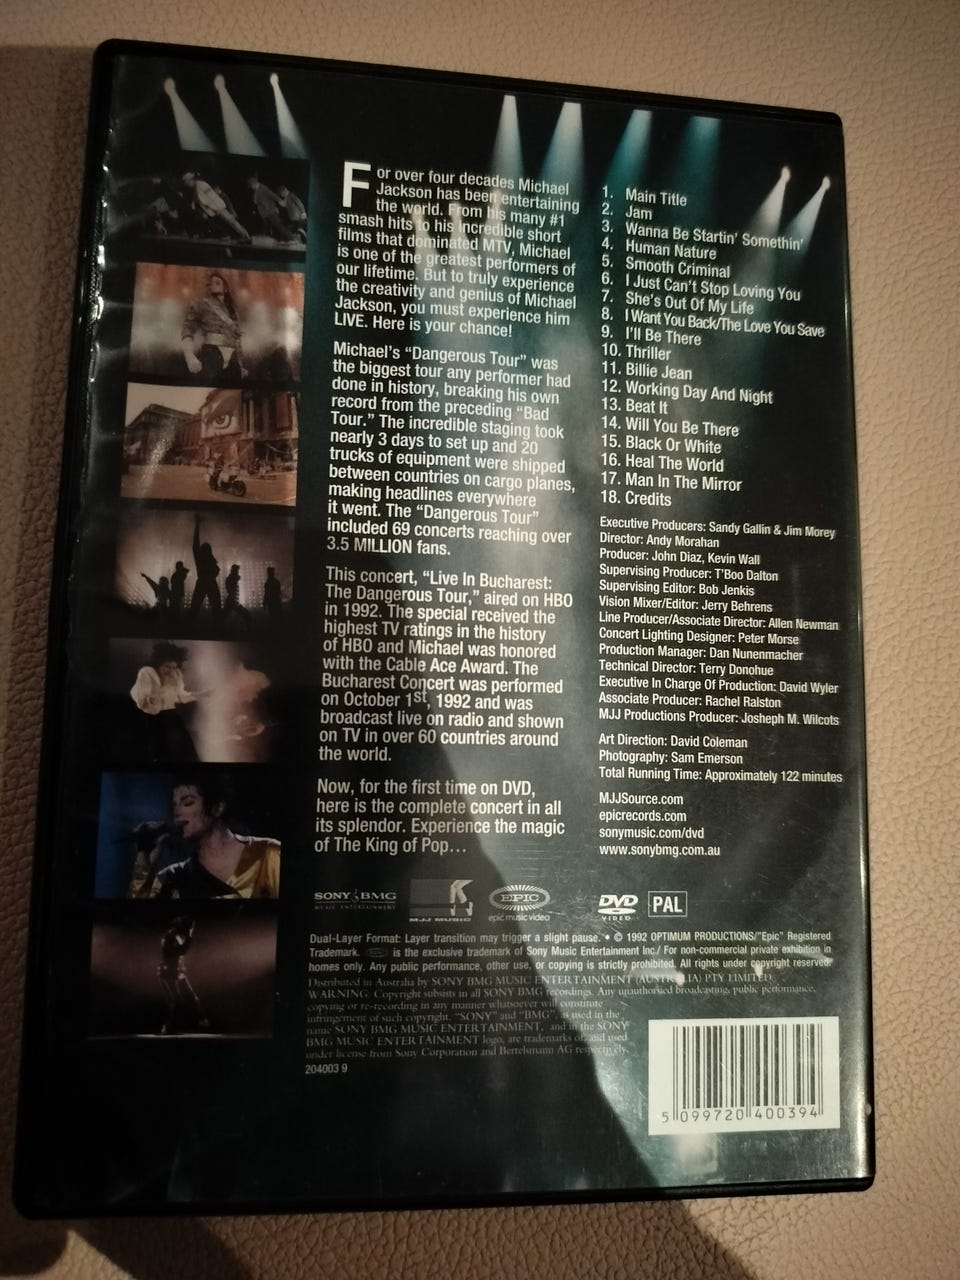 For over four decades Michael
Jackson has been entertaining
the world. From his many #1
smash hits to his incredible short
films that dominated MTV, Michael
is one of the greatest performers of
our lifetime. But to truly experience
the creativity and genius of Michael
Jackson, you must experience him
LIVE. Here is your chance!
Michael's "Dangerous Tour" was
the biggest tour any performer had
done in history, breaking his own
record from the preceding "Bad
Tour." The incredible staging took
nearly 3 days to set up and 20
trucks of equipment were shipped
between countries on cargo planes,
making headlines everywhere
it went. The "Dangerous Tour"
included 69 concerts reaching over
3.5 MILLION fans.
This concert, "Live In Bucharest:
The Dangerous Tour," aired on HBO
in 1992. The special received the
highest TV ratings in the history
of HBO and Michael was honored
with the Cable Ace Award. The
Bucharest Concert was performed
on October 1st, 1992 and was
broadcast live on radio and shown
on TV in over 60 countries around
the world.
Now, for the first time on DVD,
here is the complete concert in all
its splendor. Experience the magic
of The King of Pop...
1. Main Title
2. Jam
3. Wanna Be Startin' Somethin'
4. Human Nature
5. Smooth Criminal
6. I Just Can't Stop Loving You
7. She's Out Of My Life
8. I Want You Back/The Love You Save
9. I'll Be There
10. Thriller
11. Billie Jean
12. Working Day And Night
13. Beat It
14. Will You Be There
15. Black Or White
16. Heal The World
17. Man In The Mirror
18. Credits
Executive Producers: Sandy Gallin & Jim Morey
Director: Andy Morahan
Producer: John Diaz, Kevin Wall
Supervising Producer: T'Boo Dalton
Supervising Editor: Bob Jenkis
Vision Mixer/Editor: Jerry Behrens
Line Producer/Associate Director: Allen Newman
Concert Lighting Designer: Peter Morse
Production Manager: Dan Nunenmacher
Technical Director: Terry Donohue
Executive In Charge Of Production: David Wyler
Associate Producer: Rachel Ralston
MJJ Productions Producer: Josheph M. Wilcots
Art Direction: David Coleman
Photography: Sam Emerson
Total Running Time: Approximately 122 minutes
MJJSource.com
epicrecords.com
sonymusic.com/dvd
www.sonybmg.com.au
SONY BMG
MUSIC ENTERTAINMENT
MJJ MUSIC
EPIC
epic music video
DVD
VIDEO
PAL
Dual-Layer Format: Layer transition may trigger a slight pause. • © 1992 OPTIMUM PRODUCTIONS/"Epic" Registered
Trademark. is the exclusive trademark of Sony Music Entertainment Inc./ For non-commercial private exhibition in
homes only. Any public performance, other use, or copying is strictly prohibited. All rights under copyright reserved.
Distributed in Australia by SONY BMG MUSIC ENTERTAINMENT (AUSTRALIA) PTY LIMITED.
WARNING: Copyright subsists in all SONY BMG recordings. Any unauthorised broadcasting, public performance,
copying or re-recording in any manner whatsoever will constitute
infringement of such copyright. "SONY" and "BMG", as used in the
name SONY BMG MUSIC ENTERTAINMENT, and in the SONY
BMG MUSIC ENTERTAINMENT logo, are trademarks of and used
under license from Sony Corporation and Bertelsmann AG respectively.
204003 9
5 099720 400394